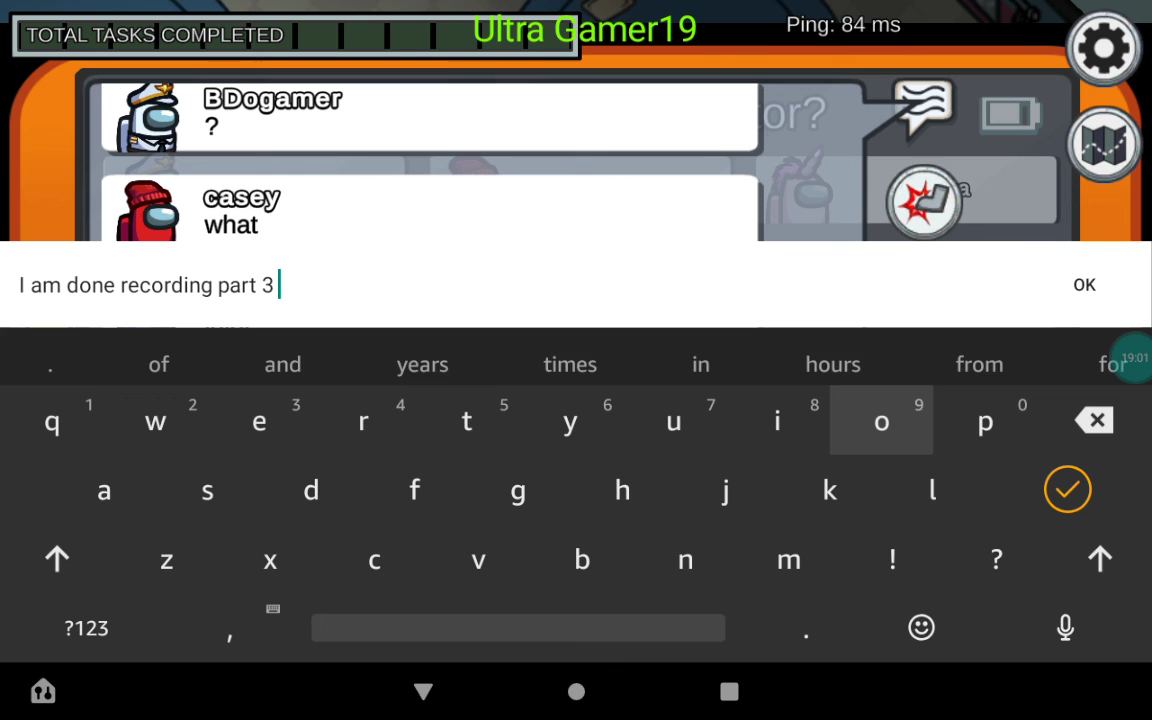 TOTAL TASKS COMPLETED
Ultra Gamer19
Ping: 84 ms
BDogamer
?
or?
casey
what
a
I am done recording part 3
OK
. of and years times in hours from for
19:01
q 1 w 2 e 3 r 4 t 5 y 6 u 7 i 8 o 9 p 0
a s d f g h j k l
z x c v b n m ! ?
?123 , .